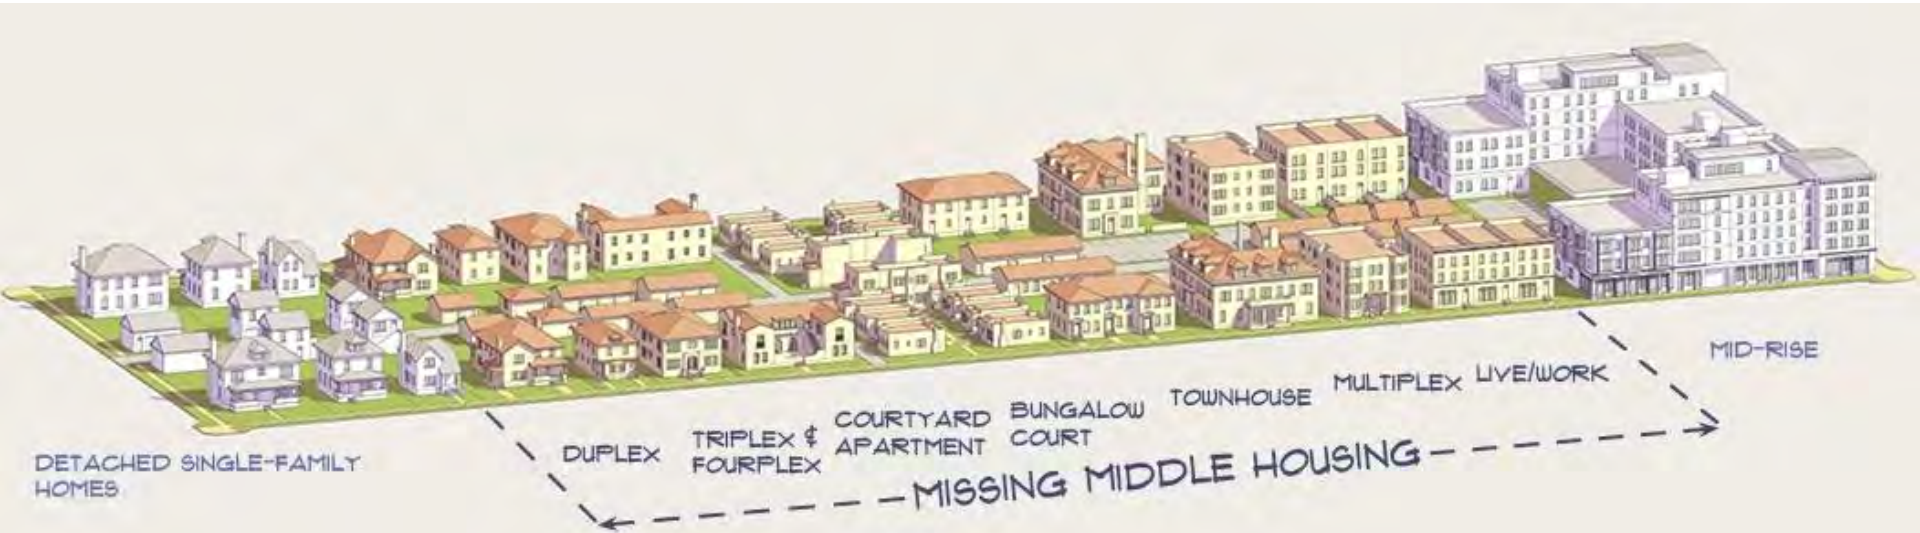 DETACHED SINGLE-FAMILY
HOMES
DUPLEX
TRIPLEX &
FOURPLEX
COURTYARD
APARTMENT
BUNGALOW
COURT
TOWNHOUSE
MULTIPLEX
LIVE/WORK
MID-RISE
MISSING MIDDLE HOUSING